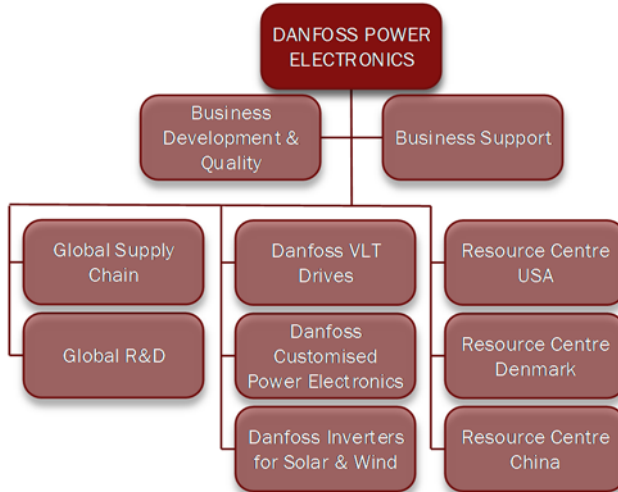 DANFOSS POWER
ELECTRONICS
Business
Development &
Quality
Business Support
Global Supply
Chain
Danfoss VLT
Drives
Resource Centre
USA
Global R&D
Danfoss
Customised
Power Electronics
Resource Centre
Denmark
Danfoss Inverters
for Solar & Wind
Resource Centre
China